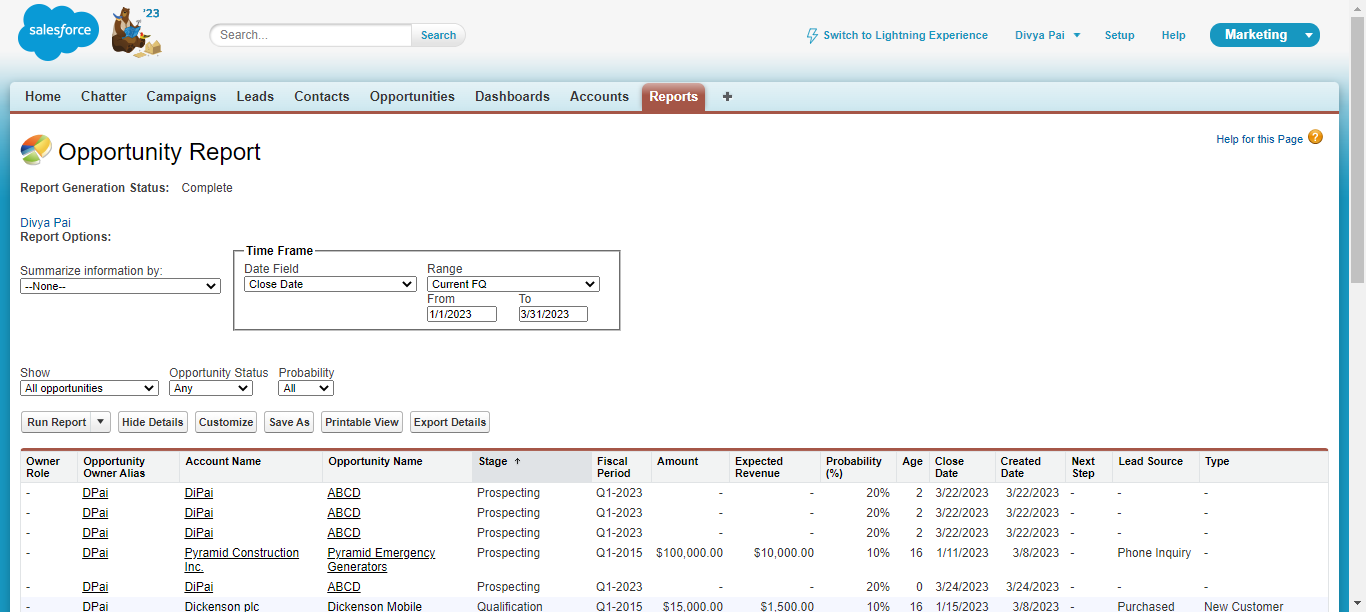 salesforce
'23
Search...
Search
Switch to Lightning Experience
Divya Pai
Setup
Help
Marketing
Home Chatter Campaigns Leads Contacts Opportunities Dashboards Accounts Reports +
Opportunity Report
Help for this Page ?
Report Generation Status: Complete
Divya Pai
Report Options:
Time Frame
Summarize information by:
--None--
Date Field
Close Date
Range
Current FQ
From
1/1/2023
To
3/31/2023
Show
All opportunities
Opportunity Status
Any
Probability
All
Run Report Hide Details Customize Save As Printable View Export Details
Owner Role Opportunity Owner Alias Account Name Opportunity Name Stage ↑ Fiscal Period Amount Expected Revenue Probability (%) Age Close Date Created Date Next Step Lead Source Type
- DPai DiPai ABCD Prospecting Q1-2023 - - 20% 2 3/22/2023 3/22/2023 - - -
- DPai DiPai ABCD Prospecting Q1-2023 - - 20% 2 3/22/2023 3/22/2023 - - -
- DPai DiPai ABCD Prospecting Q1-2023 - - 20% 2 3/22/2023 3/22/2023 - - -
- DPai Pyramid Construction Inc. Pyramid Emergency Generators Prospecting Q1-2015 $100,000.00 $10,000.00 10% 16 1/11/2023 3/8/2023 - Phone Inquiry -
- DPai DiPai ABCD Prospecting Q1-2023 - - 20% 0 3/24/2023 3/24/2023 - - -
- DPai Dickenson plc Dickenson Mobile Qualification Q1-2015 $15,000.00 $1,500.00 10% 16 1/15/2023 3/8/2023 - Purchased New Customer